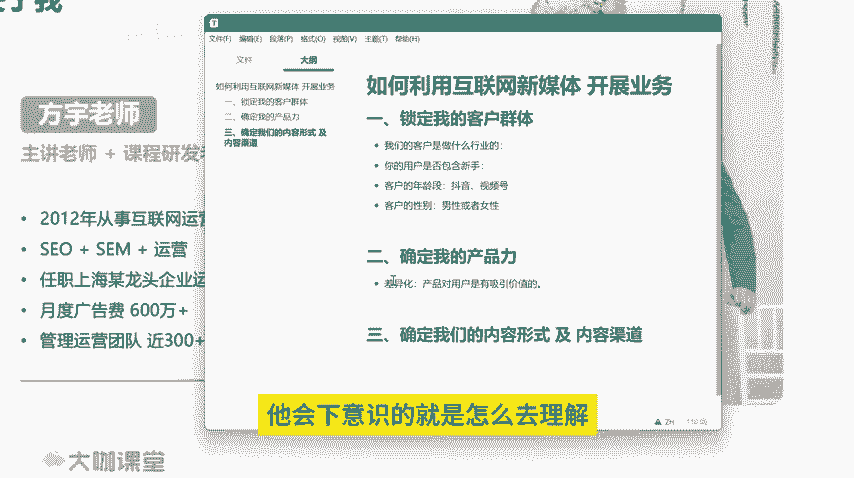 于我
方宇老师
主讲老师 + 课程研发
2012年从事互联网运营
SEO + SEM + 运营
任职上海某龙头企业运
月度广告费 600万+
管理运营团队 近300+
大咖课堂
文件(F) 编辑(E) 段落(P) 格式(O) 视图(V) 主题(T) 帮助(H)
文件 大纲
如何利用互联网新媒体 开展业务
一、锁定我的客户群体
二、确定我的产品力
三、确定我们的内容形式 及
内容渠道
如何利用互联网新媒体 开展业务
一、锁定我的客户群体
我们的客户是做什么行业的：
你的用户是否包含新手：
客户的年龄段：抖音、视频号
客户的性别：男性或者女性
二、确定我的产品力
差异化：产品对用户是有吸引价值的。
三、确定我们的内容形式 及 内容渠道
ZH
他会下意识的就是怎么去理解